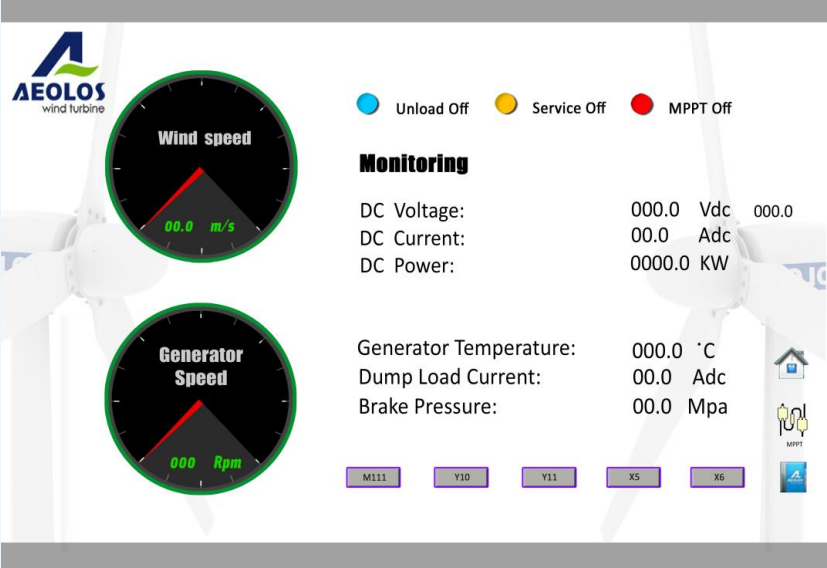 AEOLOS
wind turbine
Wind speed
00.0 m/s
Unload Off
Service Off
MPPT Off
Monitoring
DC Voltage: 000.0 Vdc 000.0
DC Current: 00.0 Adc
DC Power: 0000.0 KW
Generator
Speed
000 Rpm
Generator Temperature: 000.0 °C
Dump Load Current: 00.0 Adc
Brake Pressure: 00.0 Mpa
MPPT
M111
Y10
Y11
X5
X6